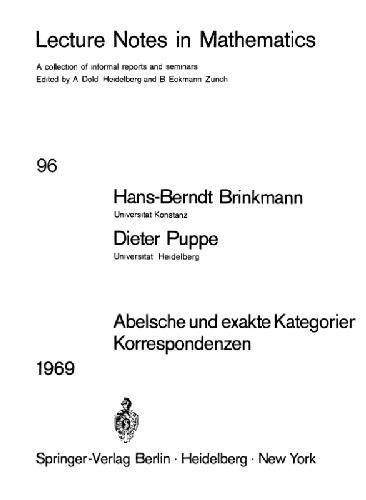 Lecture Notes in Mathematics
A collection of informal reports and seminars
Edited by A Dold Heidelberg and B Eckmann Zurich
96
Hans-Berndt Brinkmann
Universitat Konstanz
Dieter Puppe
Universitat Heidelberg
Abelsche und exakte Kategorier
Korrespondenzen
1969
Springer-Verlag Berlin · Heidelberg · New York